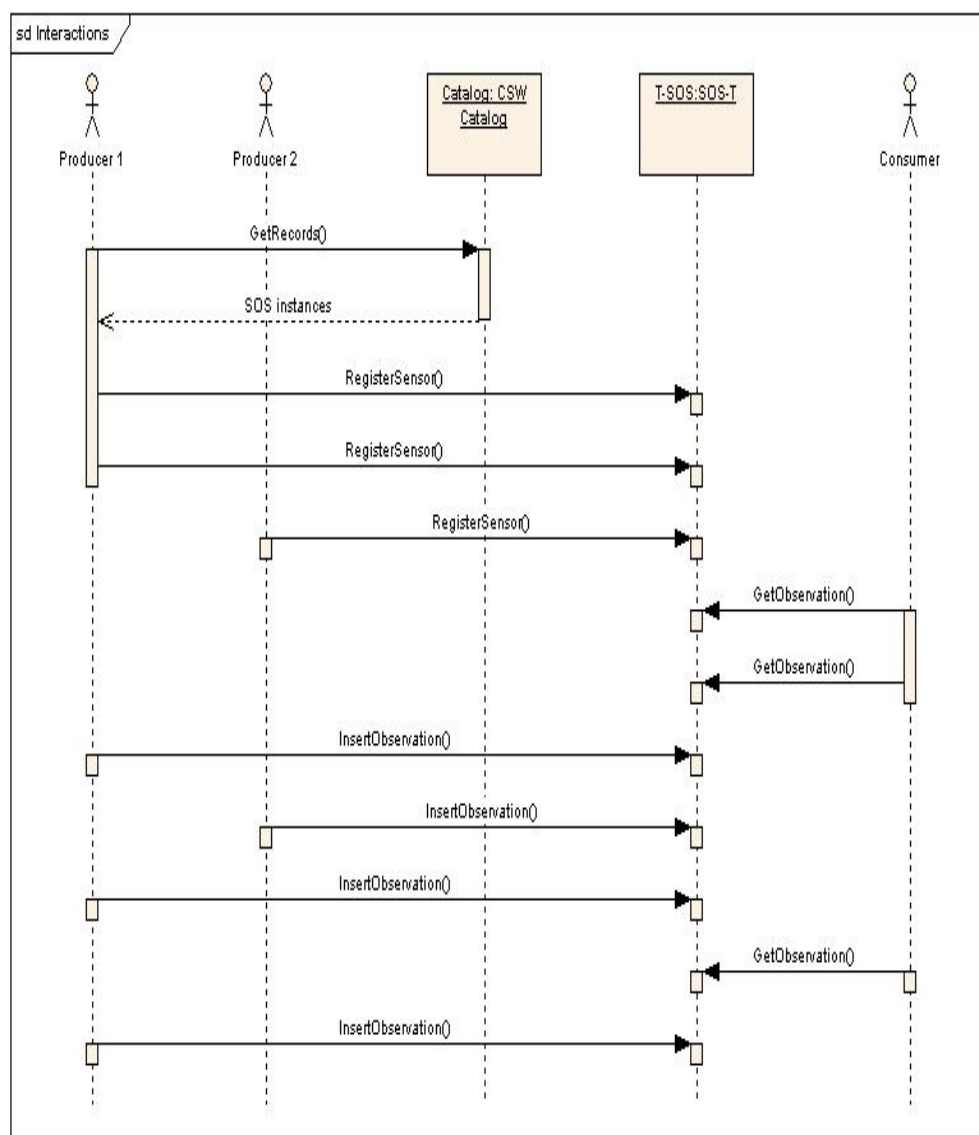 sd Interactions
Producer 1
Producer 2
Catalog: CSW
Catalog
T-SOS:SOS-T
Consumer
GetRecords()
SOS instances
RegisterSensor()
RegisterSensor()
RegisterSensor()
GetObservation()
GetObservation()
InsertObservation()
InsertObservation()
InsertObservation()
GetObservation()
InsertObservation()